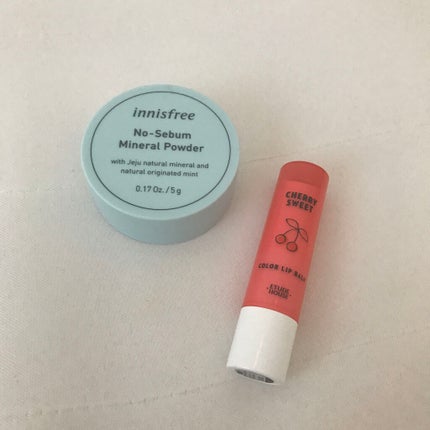 innisfree
No-Sebum
Mineral Powder
with Jeju natural mineral and
natural originated mint
0.17 Oz. / 5 g
CHERRY
SWEET
COLOR LIP BALM
ETUDE
HOUSE